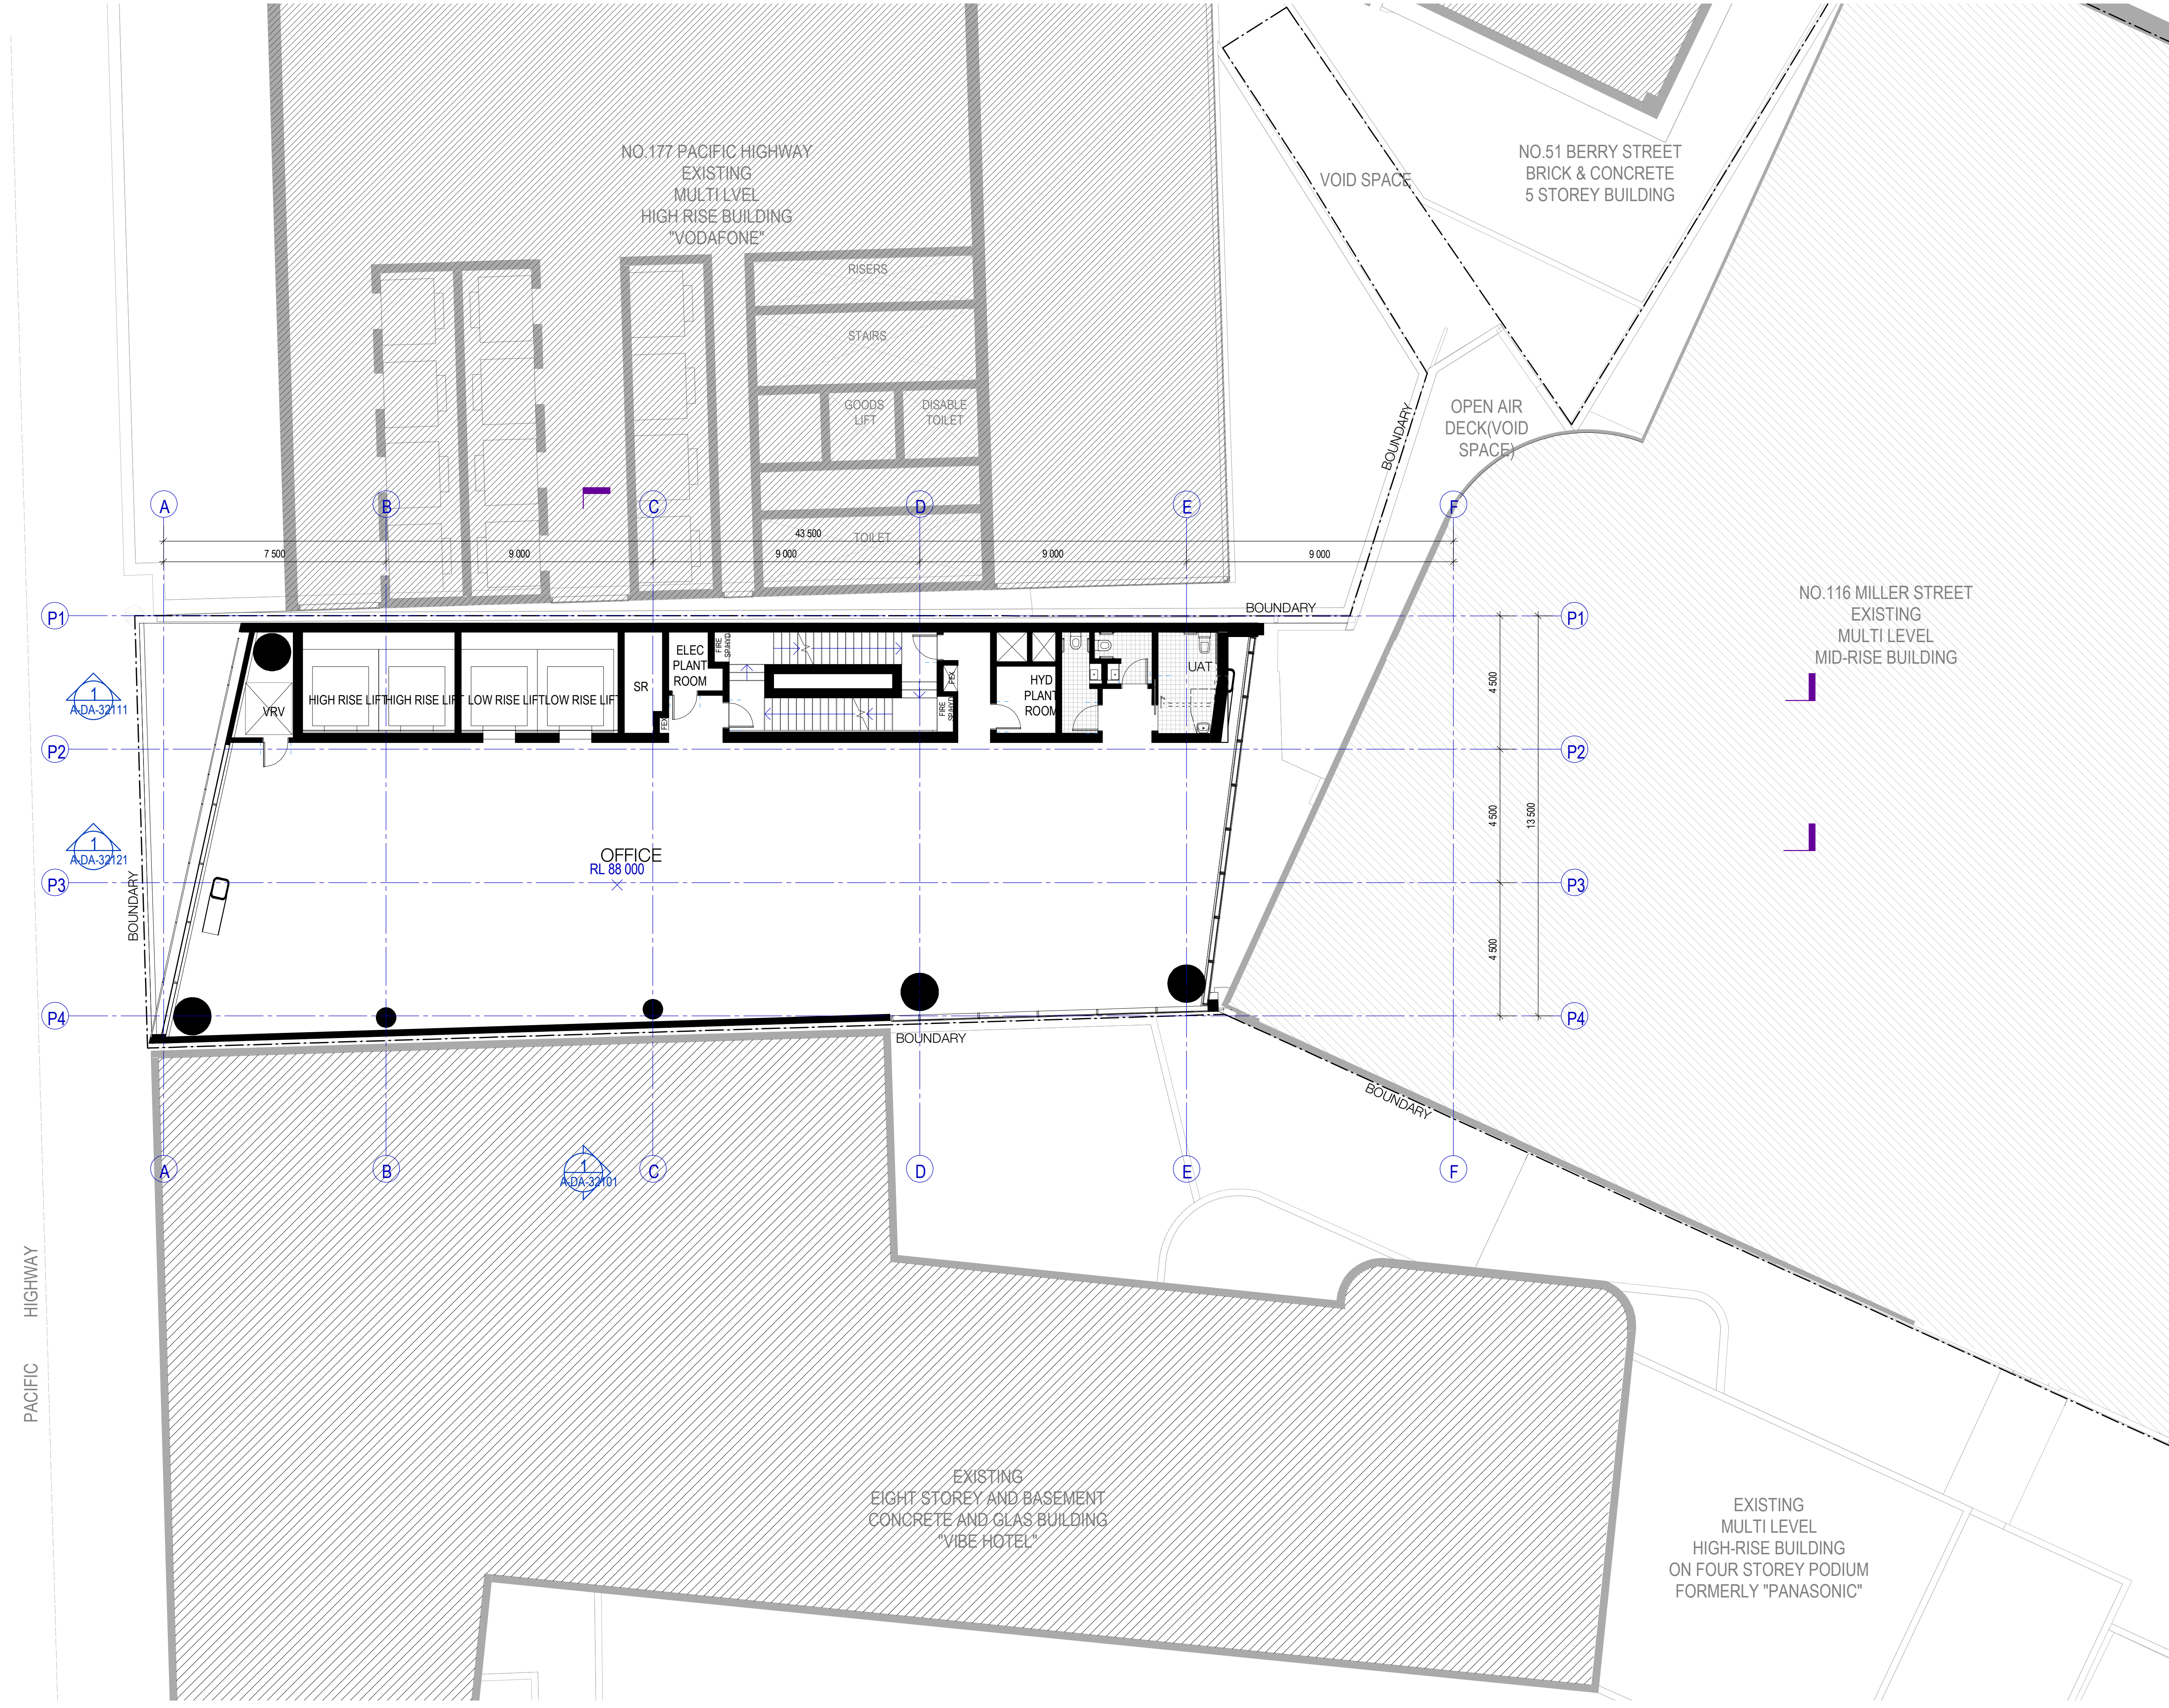 NO.177 PACIFIC HIGHWAY
EXISTING
MULTI LVEL
HIGH RISE BUILDING
"VODAFONE"
VOID SPACE
NO.51 BERRY STREET
BRICK & CONCRETE
5 STOREY BUILDING
RISERS
STAIRS
GOODS
LIFT
DISABLE
TOILET
TOILET
OPEN AIR
DECK(VOID
SPACE)
BOUNDARY
A
B
C
D
E
F
43 500
7 500
9 000
9 000
9 000
9 000
NO.116 MILLER STREET
EXISTING
MULTI LEVEL
MID-RISE BUILDING
BOUNDARY
P1
P1
1
A-DA-32111
VRV
HIGH RISE LIFT
HIGH RISE LIFT
LOW RISE LIFT
LOW RISE LIFT
SR
ELEC
PLANT
ROOM
FIRE
SP.HYD
FE
FE
FIRE
SP.HYD
HYD
PLANT
ROOM
UAT
4 500
P2
P2
1
A-DA-32121
OFFICE
RL 88 000
4 500
13 500
P3
P3
BOUNDARY
4 500
P4
P4
BOUNDARY
BOUNDARY
A
B
C
D
E
F
1
A-DA-32101
PACIFIC HIGHWAY
EXISTING
EIGHT STOREY AND BASEMENT
CONCRETE AND GLAS BUILDING
"VIBE HOTEL"
EXISTING
MULTI LEVEL
HIGH-RISE BUILDING
ON FOUR STOREY PODIUM
FORMERLY "PANASONIC"